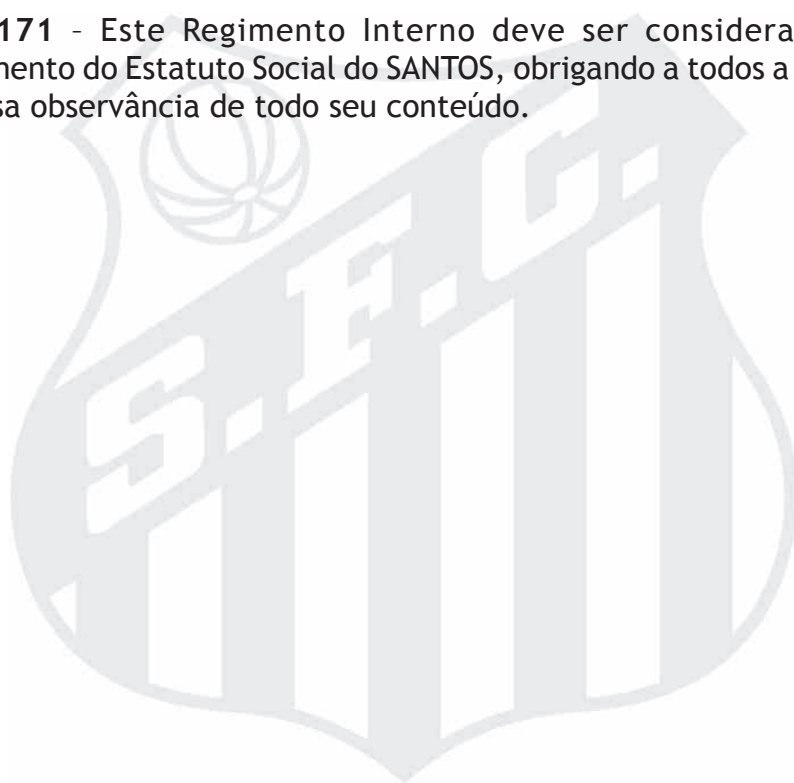 171 – Este Regimento Interno deve ser considera
mento do Estatuto Social do SANTOS, obrigando a todos a
sa observância de todo seu conteúdo.
S.F.C.